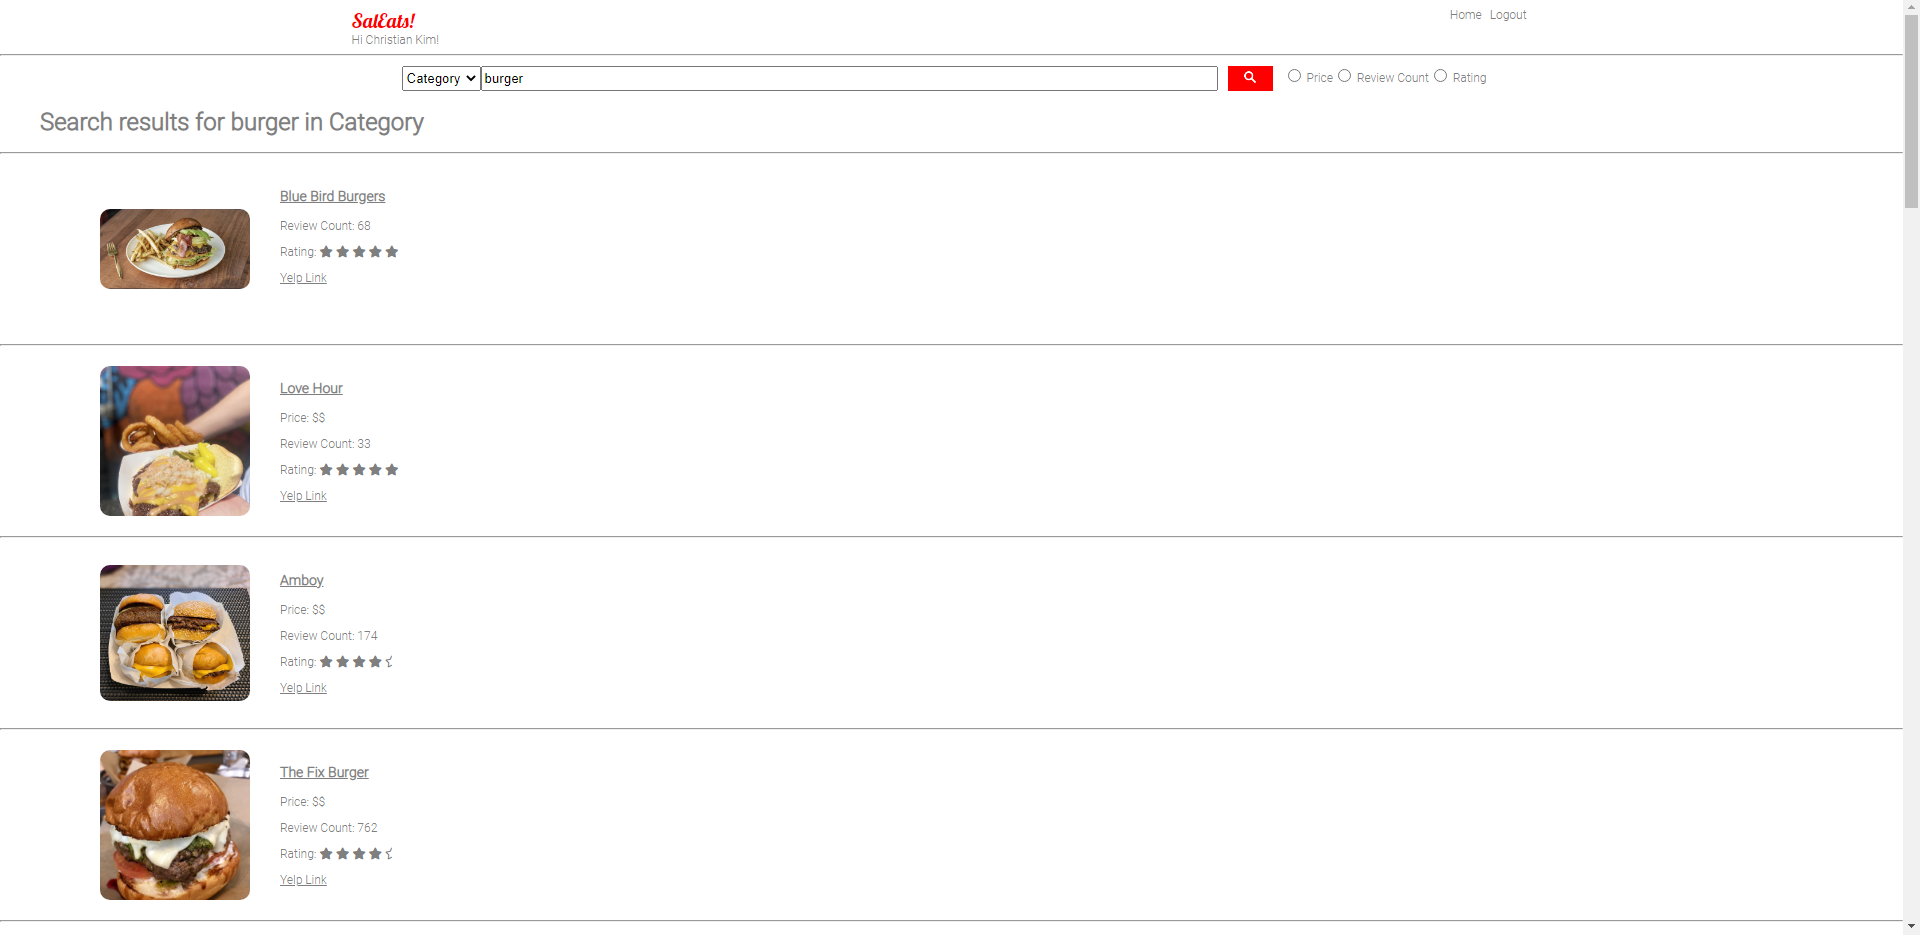 SalEats!
Home Logout
Hi Christian Kim!
Category burger Price Review Count Rating
Search results for burger in Category
Blue Bird Burgers
Review Count: 68
Rating:
Yelp Link
Love Hour
Price: $$
Review Count: 33
Rating:
Yelp Link
Amboy
Price: $$
Review Count: 174
Rating:
Yelp Link
The Fix Burger
Price: $$
Review Count: 762
Rating:
Yelp Link